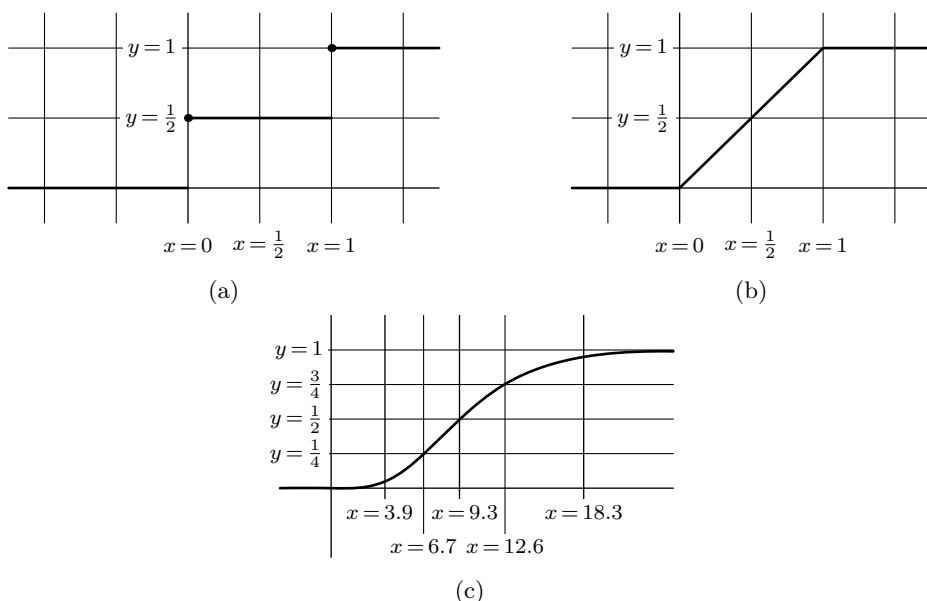 y = 1
y = 1/2
x = 0 x = 1/2 x = 1
(a)
y = 1
y = 1/2
x = 0 x = 1/2 x = 1
(b)
y = 1
y = 3/4
y = 1/2
y = 1/4
x = 3.9 x = 9.3 x = 18.3
x = 6.7 x = 12.6
(c)